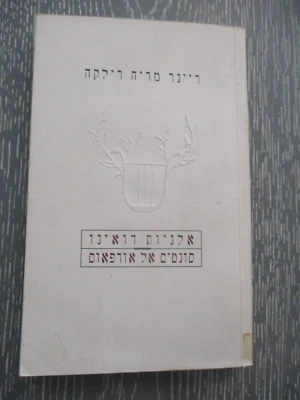 ריינר מריה רילקה
אלגיות דואינו
סונטים אל אורפאוס